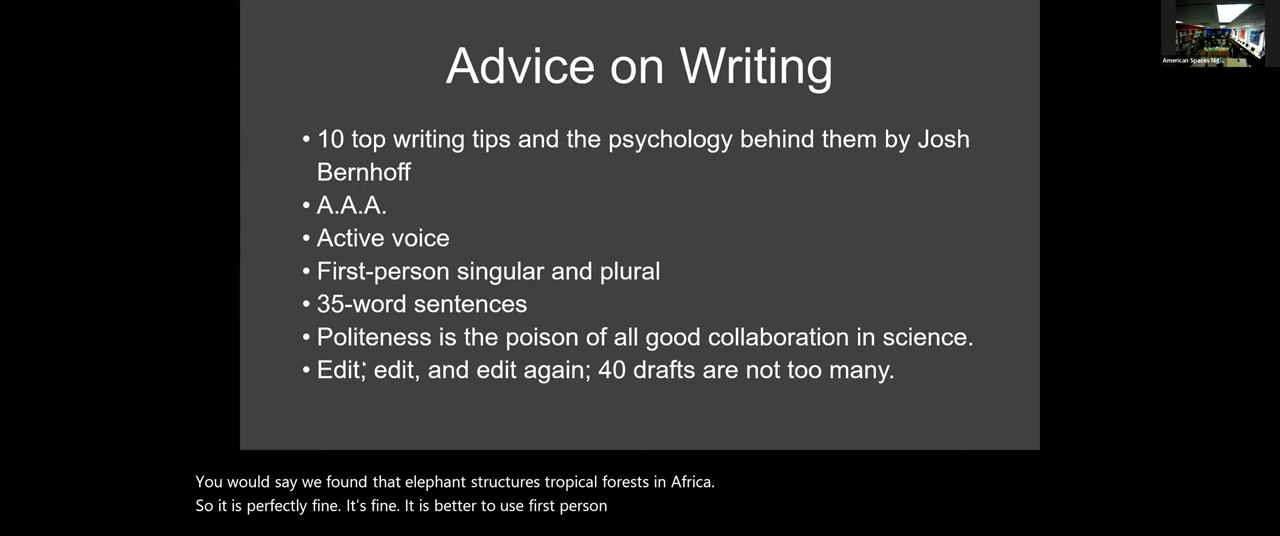 American Spaces
Advice on Writing
• 10 top writing tips and the psychology behind them by Josh
Bernhoff
• A.A.A.
• Active voice
• First-person singular and plural
• 35-word sentences
• Politeness is the poison of all good collaboration in science.
• Edit, edit, and edit again; 40 drafts are not too many.
You would say we found that elephant structures tropical forests in Africa.
So it is perfectly fine. It's fine. It is better to use first person